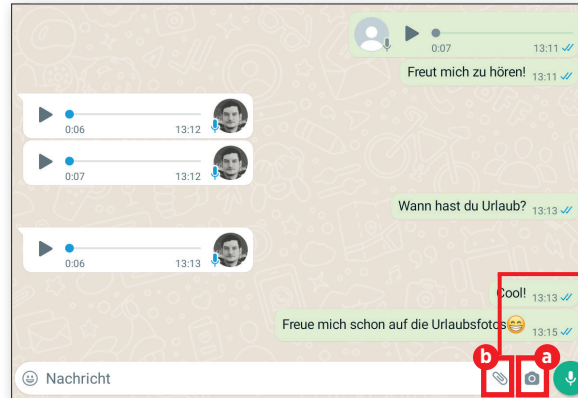 0:07 13:11
Freut mich zu hören! 13:11
0:06 13:12
0:07 13:12
Wann hast du Urlaub? 13:13
0:06 13:13
Cool! 13:13
Freue mich schon auf die Urlaubsfotos😁 13:15
b a
Nachricht